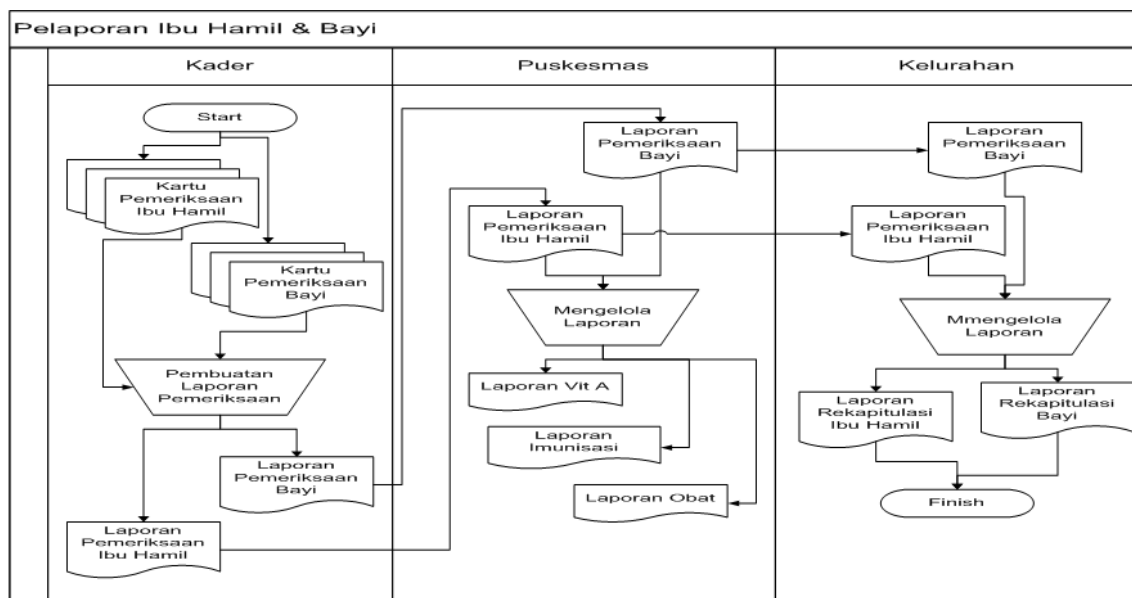 Pelaporan Ibu Hamil & Bayi
Kader
Puskesmas
Kelurahan
Start
Kartu
Pemeriksaan
Ibu Hamil
Kartu
Pemeriksaan
Bayi
Pembuatan
Laporan
Pemeriksaan
Laporan
Pemeriksaan
Bayi
Laporan
Pemeriksaan
Ibu Hamil
Laporan
Pemeriksaan
Bayi
Laporan
Pemeriksaan
Ibu Hamil
Mengelola
Laporan
Laporan Vit A
Laporan
Imunisasi
Laporan Obat
Laporan
Pemeriksaan
Bayi
Laporan
Pemeriksaan
Ibu Hamil
Mmengelola
Laporan
Laporan
Rekapitulasi
Ibu Hamil
Laporan
Rekapitulasi
Bayi
Finish